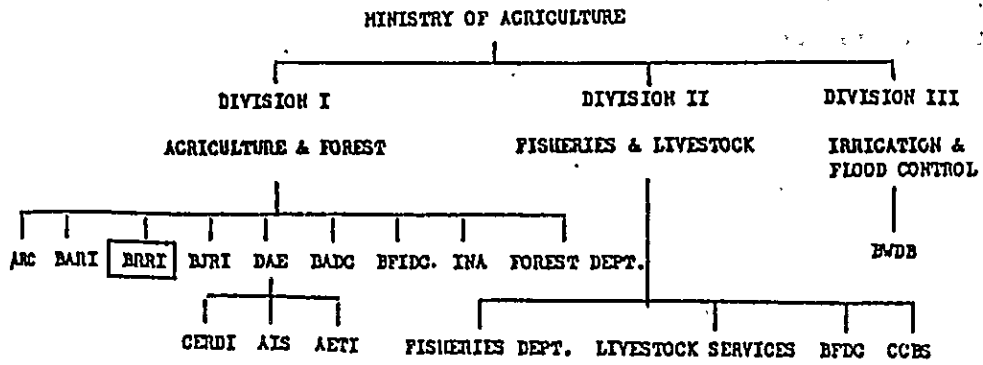 MINISTRY OF AGRICULTURE
DIVISION I DIVISION II DIVISION III
AGRICULTURE & FOREST FISHERIES & LIVESTOCK IRRIGATION &
FLOOD CONTROL
ARC BARI BRRI BJRI DAE BADC BFIDC. INA FOREST DEPT.
BWDB
CERDI AIS AETI FISHERIES DEPT. LIVESTOCK SERVICES BFDC CCBS